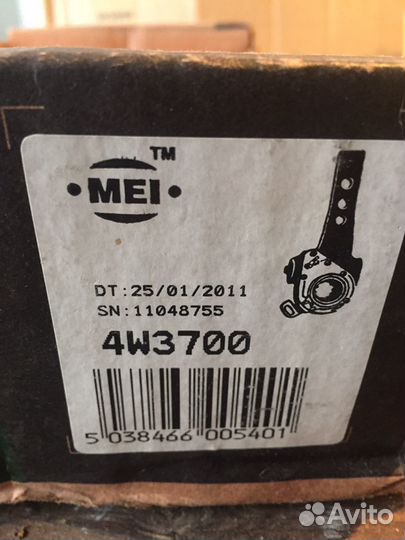 MEI ™
DT:25/01/2011
SN:11048755
4W3700
5 038466 005401
Avito